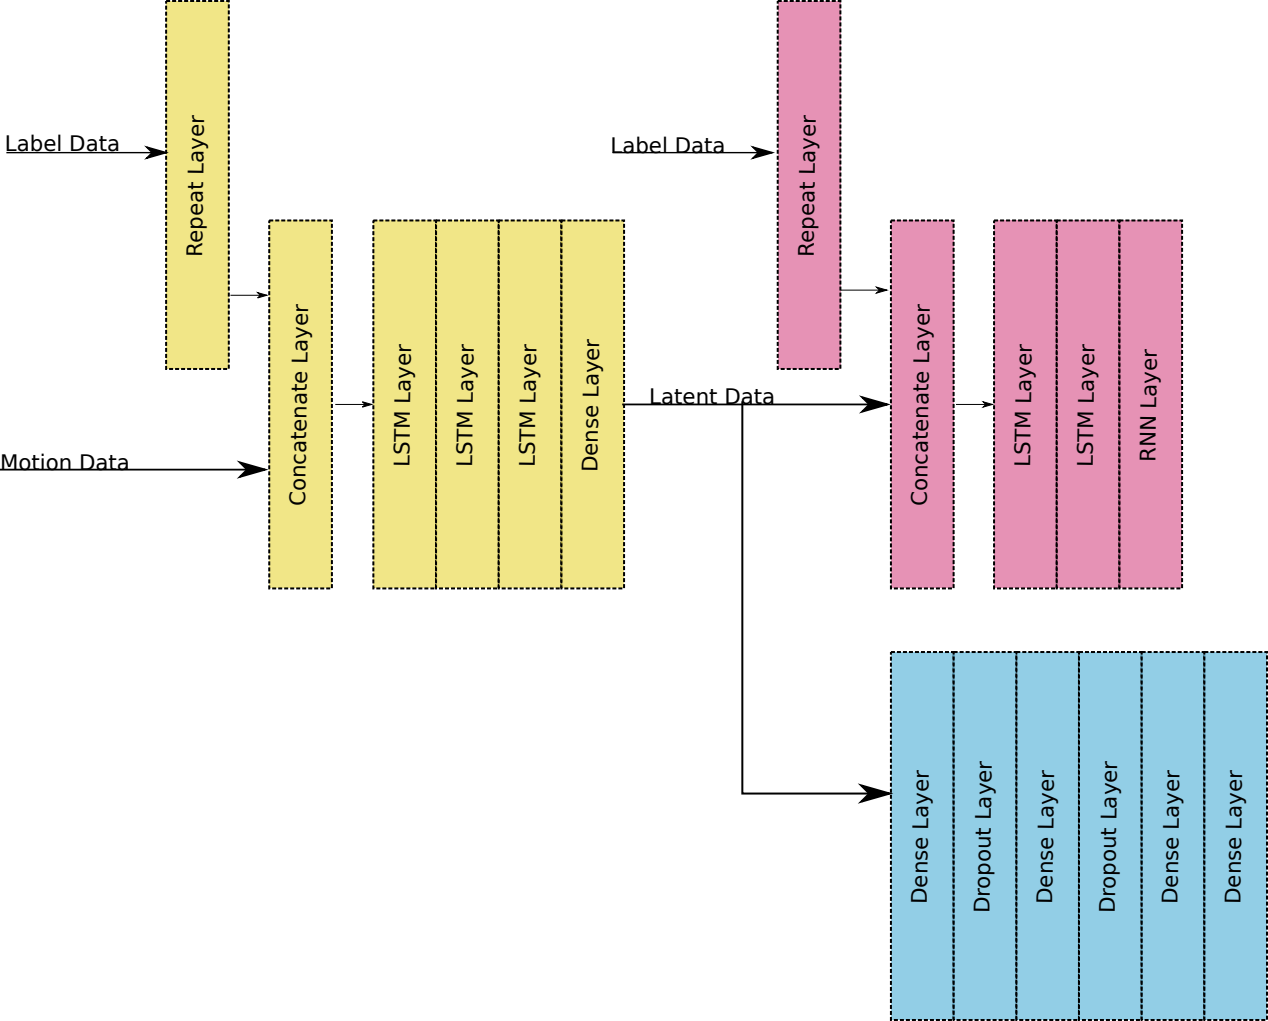 Label Data
Repeat Layer
Motion Data
Concatenate Layer
LSTM Layer
LSTM Layer
LSTM Layer
Dense Layer
Latent Data
Label Data
Repeat Layer
Concatenate Layer
LSTM Layer
LSTM Layer
RNN Layer
Dense Layer
Dropout Layer
Dense Layer
Dropout Layer
Dense Layer
Dense Layer